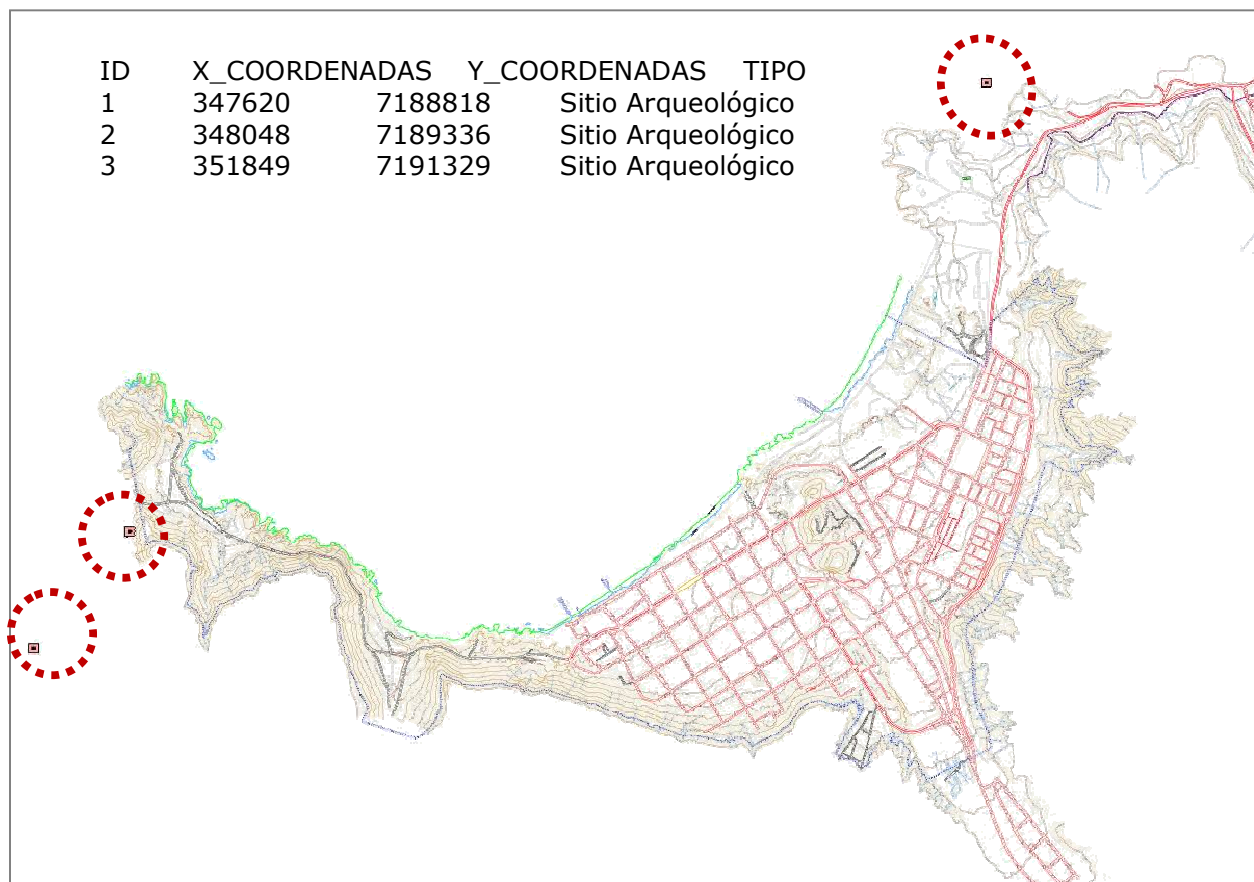 ID X_COORDENADAS Y_COORDENADAS TIPO
1 347620 7188818 Sitio Arqueológico
2 348048 7189336 Sitio Arqueológico
3 351849 7191329 Sitio Arqueológico